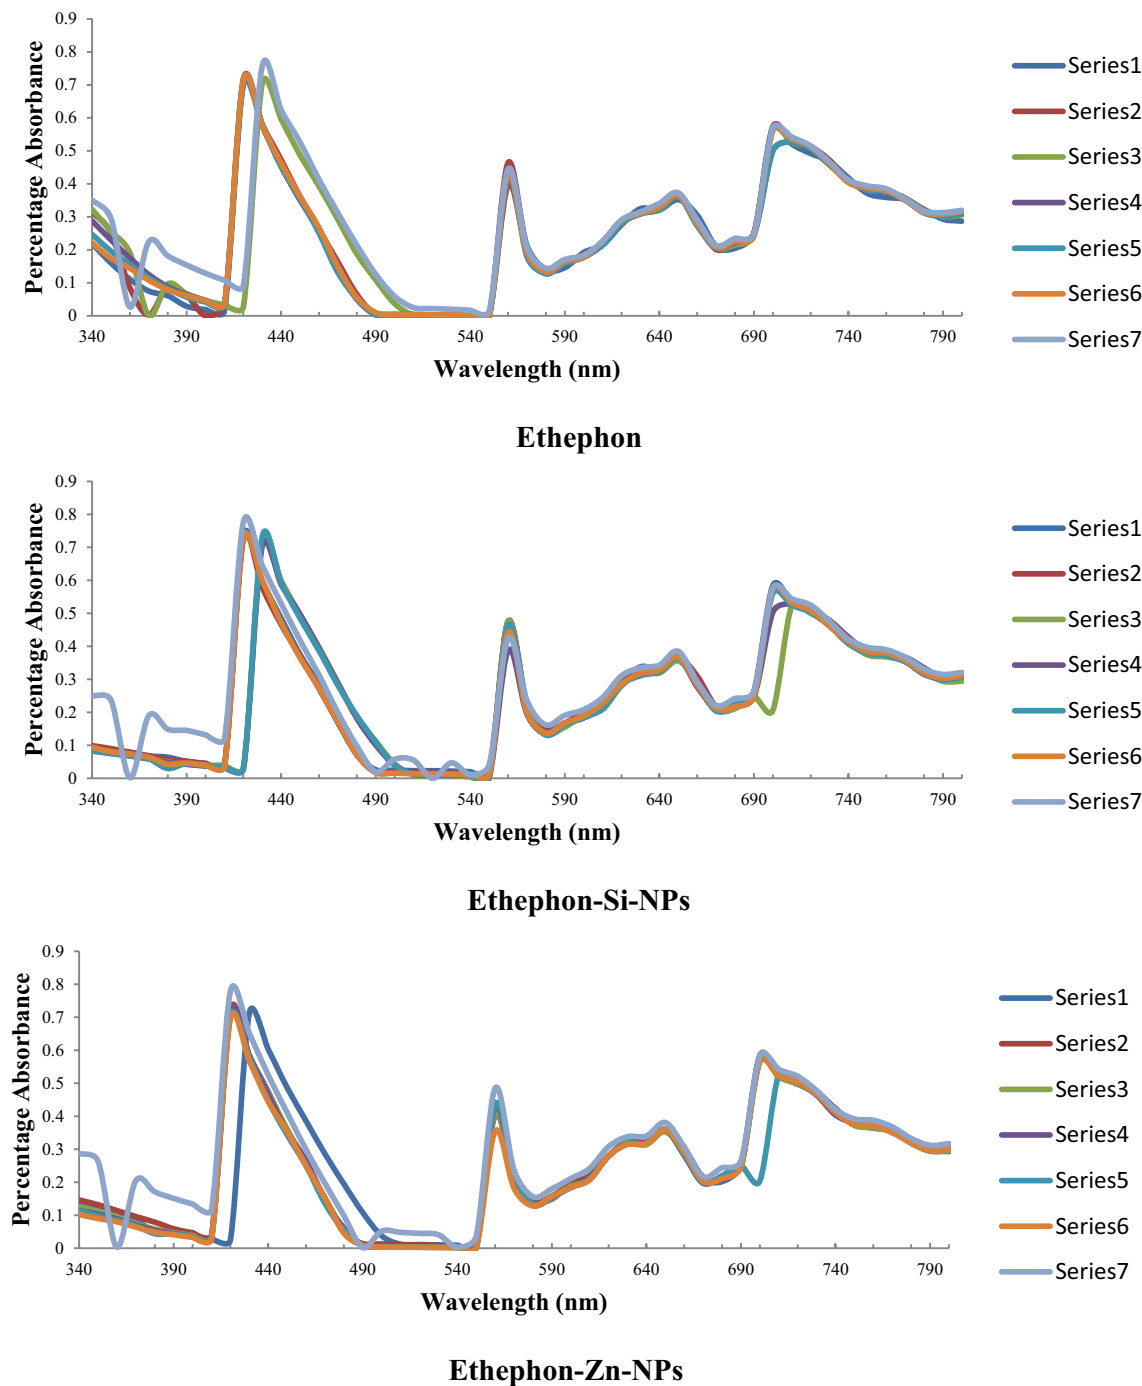 0.9
0.8
0.7
0.6
0.5
0.4
0.3
0.2
0.1
0
Percentage Absorbance
340 390 440 490 540 590 640 690 740 790
Wavelength (nm)
Series1
Series2
Series3
Series4
Series5
Series6
Series7
Ethephon
0.9
0.8
0.7
0.6
0.5
0.4
0.3
0.2
0.1
0
Percentage Absorbance
340 390 440 490 540 590 640 690 740 790
Wavelength (nm)
Series1
Series2
Series3
Series4
Series5
Series6
Series7
Ethephon-Si-NPs
0.9
0.8
0.7
0.6
0.5
0.4
0.3
0.2
0.1
0
Percentage Absorbance
340 390 440 490 540 590 640 690 740 790
Wavelength (nm)
Series1
Series2
Series3
Series4
Series5
Series6
Series7
Ethephon-Zn-NPs